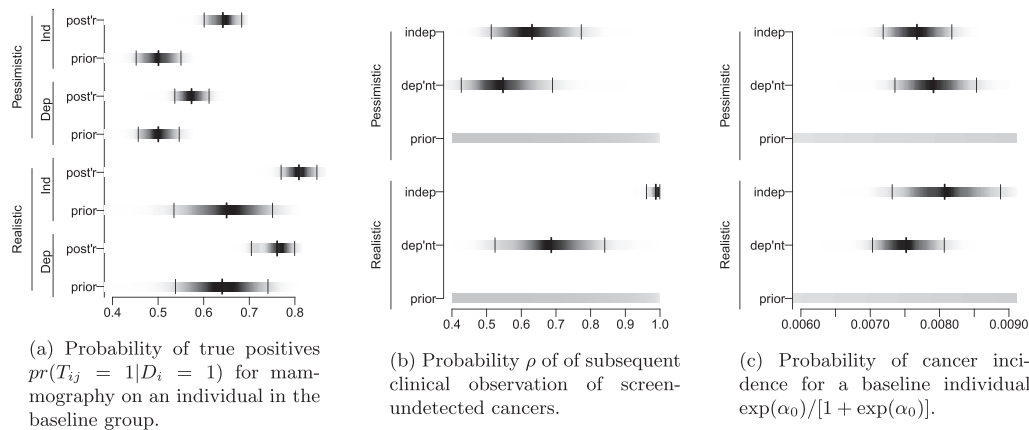 Pessimistic
Ind
post'r
prior
Dep
post'r
prior
Realistic
Ind
post'r
prior
Dep
post'r
prior
0.4 0.5 0.6 0.7 0.8
(a) Probability of true positives
pr(Tij = 1|Di = 1) for mam-
mography on an individual in the
baseline group.
Pessimistic
indep
dep'nt
prior
Realistic
indep
dep'nt
prior
0.4 0.5 0.6 0.7 0.8 0.9 1.0
(b) Probability ρ of of subsequent
clinical observation of screen-
undetected cancers.
Pessimistic
indep
dep'nt
prior
Realistic
indep
dep'nt
prior
0.0060 0.0070 0.0080 0.0090
(c) Probability of cancer inci-
dence for a baseline individual
exp(α0)/[1 + exp(α0)].